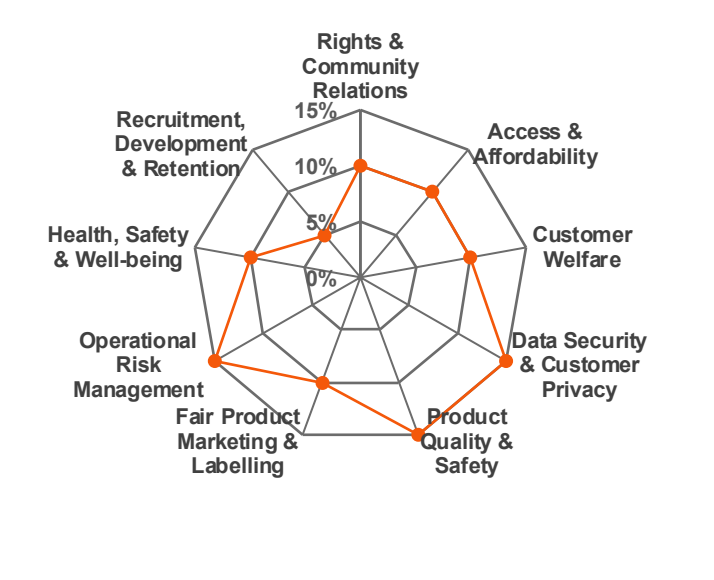 Rights &
Community
Relations
15%
Recruitment,
Development
& Retention
Access &
Affordability
10%
5%
0%
Health, Safety
& Well-being
Customer
Welfare
Operational
Risk
Management
Data Security
& Customer
Privacy
Fair Product
Marketing &
Labelling
Product
Quality &
Safety